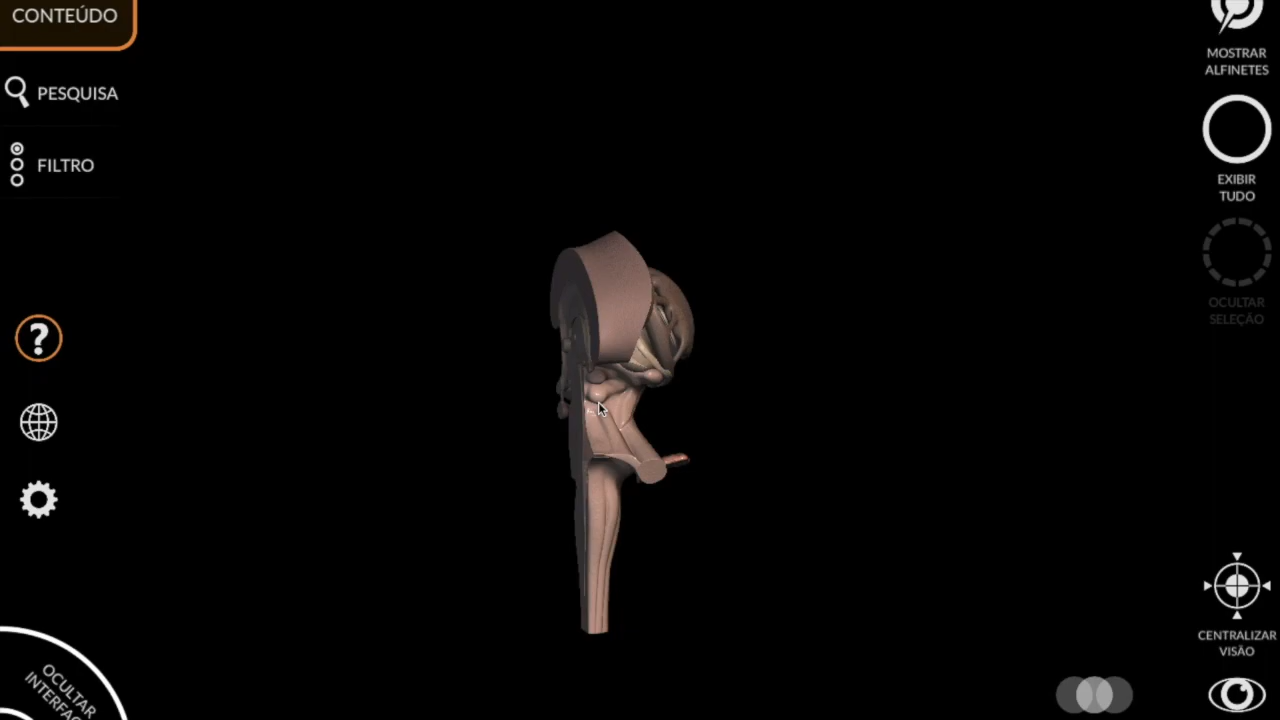 CONTEÚDO
PESQUISA
FILTRO
OCULTAR
MOSTRAR
ALFINETES
EXIBIR
TUDO
OCULTAR
SELEÇÃO
CENTRALIZAR
VISÃO